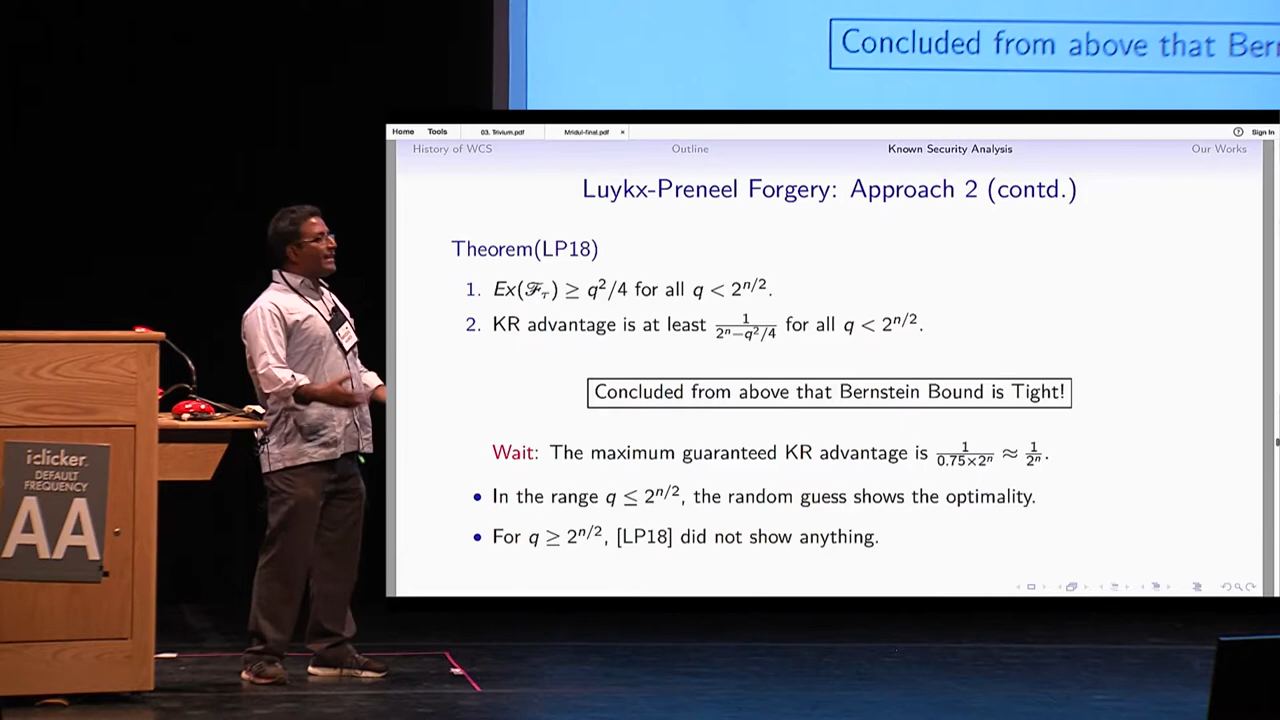 Concluded from above that Ber
Home Tools 03. Trivium.pdf Mridul-final.pdf × ? Sign In
History of WCS Outline Known Security Analysis Our Works
Luykx-Preneel Forgery: Approach 2 (contd.)
Theorem(LP18)
1. Ex(ℱ_τ) ≥ q²/4 for all q < 2^{n/2}.
2. KR advantage is at least 1/(2ⁿ−q²/4) for all q < 2^{n/2}.
Concluded from above that Bernstein Bound is Tight!
Wait: The maximum guaranteed KR advantage is 1/(0.75×2ⁿ) ≈ 1/2ⁿ.
• In the range q ≤ 2^{n/2}, the random guess shows the optimality.
• For q ≥ 2^{n/2}, [LP18] did not show anything.
iclicker.
DEFAULT
FREQUENCY
AA